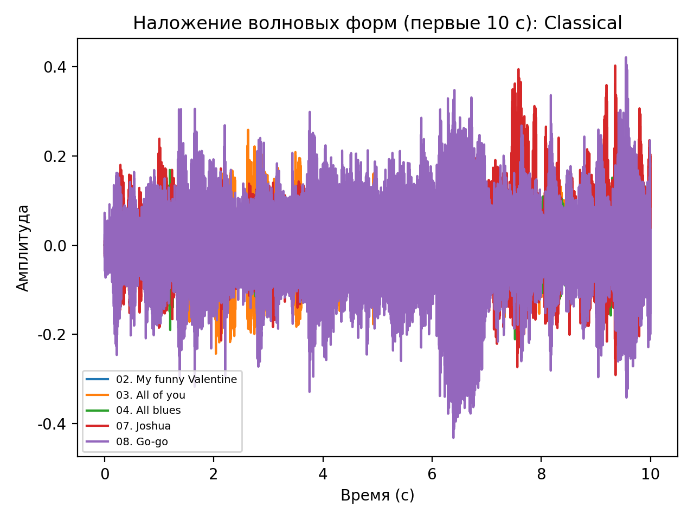 Наложение волновых форм (первые 10 с): Classical
Амплитуда
0.4
0.2
0.0
-0.2
-0.4
02. My funny Valentine
03. All of you
04. All blues
07. Joshua
08. Go-go
0 2 4 6 8 10
Время (с)